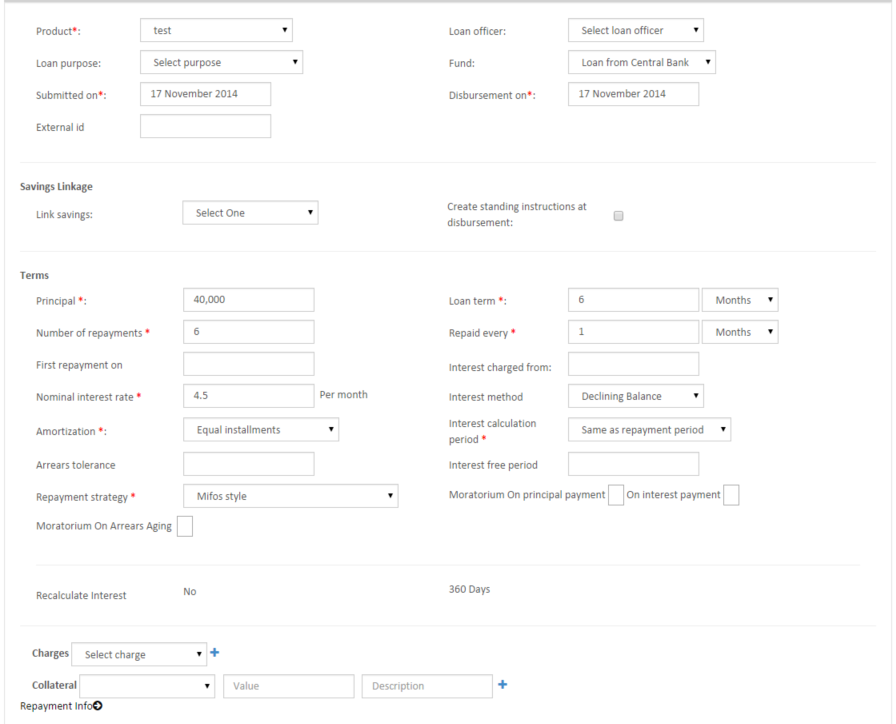 Product*: test Loan officer: Select loan officer
Loan purpose: Select purpose Fund: Loan from Central Bank
Submitted on*: 17 November 2014 Disbursement on*: 17 November 2014
External id
Savings Linkage
Link savings: Select One Create standing instructions at
disbursement:
Terms
Principal *: 40,000 Loan term *: 6 Months
Number of repayments * 6 Repaid every * 1 Months
First repayment on Interest charged from:
Nominal interest rate * 4.5 Per month Interest method Declining Balance
Amortization *: Equal installments Interest calculation
period * Same as repayment period
Arrears tolerance Interest free period
Repayment strategy * Mifos style Moratorium On principal payment On interest payment
Moratorium On Arrears Aging
Recalculate Interest No 360 Days
Charges Select charge
Collateral Value Description
Repayment Info